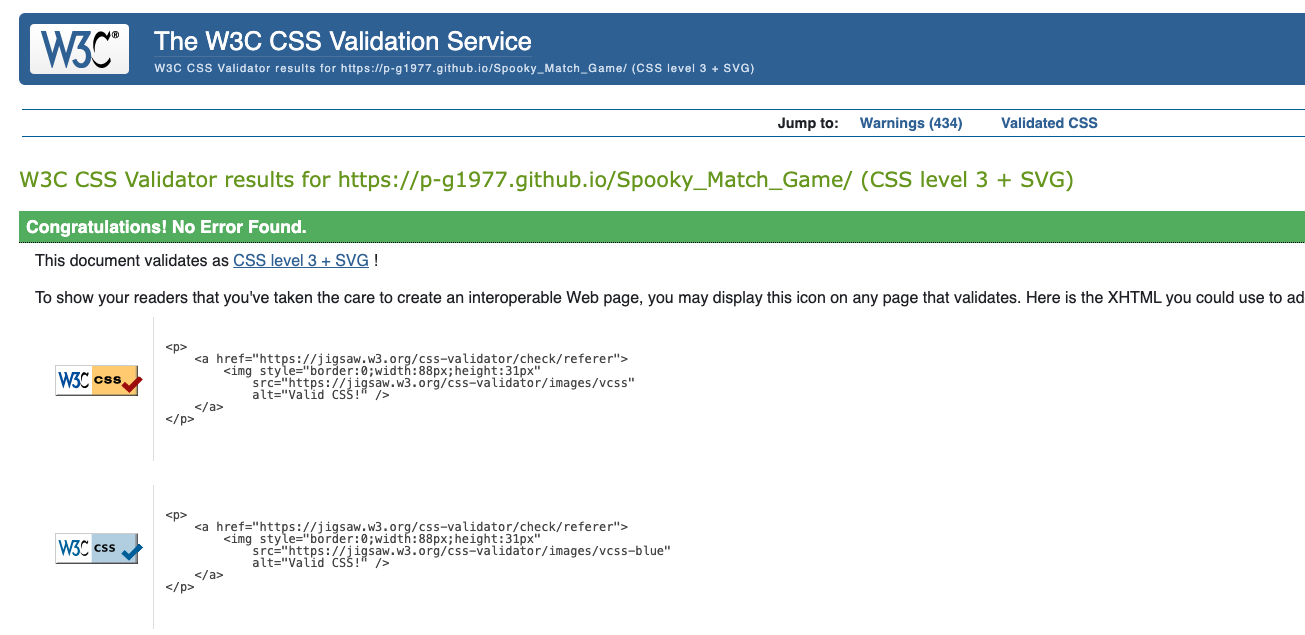 W3C®
The W3C CSS Validation Service
W3C CSS Validator results for https://p-g1977.github.io/Spooky_Match_Game/ (CSS level 3 + SVG)
Jump to: Warnings (434) Validated CSS
W3C CSS Validator results for https://p-g1977.github.io/Spooky_Match_Game/ (CSS level 3 + SVG)
Congratulations! No Error Found.
This document validates as CSS level 3 + SVG !
To show your readers that you've taken the care to create an interoperable Web page, you may display this icon on any page that validates. Here is the XHTML you could use to ad
W3C css
<p>
<a href="https://jigsaw.w3.org/css-validator/check/referer">
<img style="border:0;width:88px;height:31px"
src="https://jigsaw.w3.org/css-validator/images/vcss"
alt="Valid CSS!" />
</a>
</p>
W3C css
<p>
<a href="https://jigsaw.w3.org/css-validator/check/referer">
<img style="border:0;width:88px;height:31px"
src="https://jigsaw.w3.org/css-validator/images/vcss-blue"
alt="Valid CSS!" />
</a>
</p>